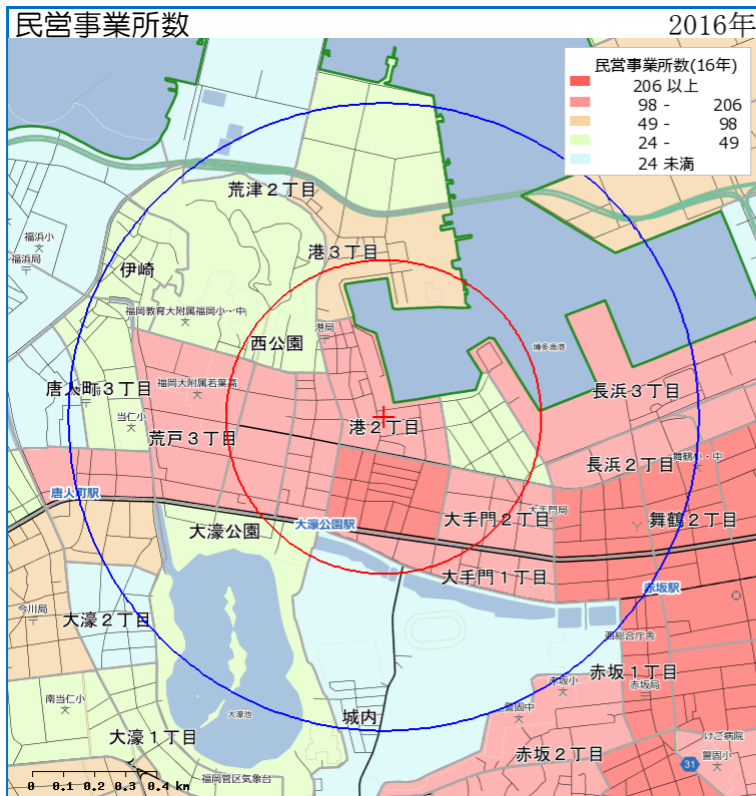 民営事業所数
2016年
民営事業所数(16年)
206 以上
98 - 206
49 - 98
24 - 49
24 未満
荒津２丁目
福浜小
福浜局
伊崎
港３丁目
福岡教育大附属福岡小・中
港局
西公園
博多漁港
唐人町３丁目
福岡大附属若葉高
長浜３丁目
当仁小
荒戸３丁目
港２丁目
舞鶴小・中
長浜２丁目
唐人町駅
大濠公園駅
大濠公園
大手門２丁目
大手門局
舞鶴２丁目
大手門１丁目
赤坂駅
今川局
大濠２丁目
赤坂１丁目
赤坂小
赤坂局
南当仁小
警固中
大濠池
城内
大濠１丁目
赤坂２丁目
けご病院
警固小
31
福岡管区気象台
0 0.1 0.2 0.3 0.4 km